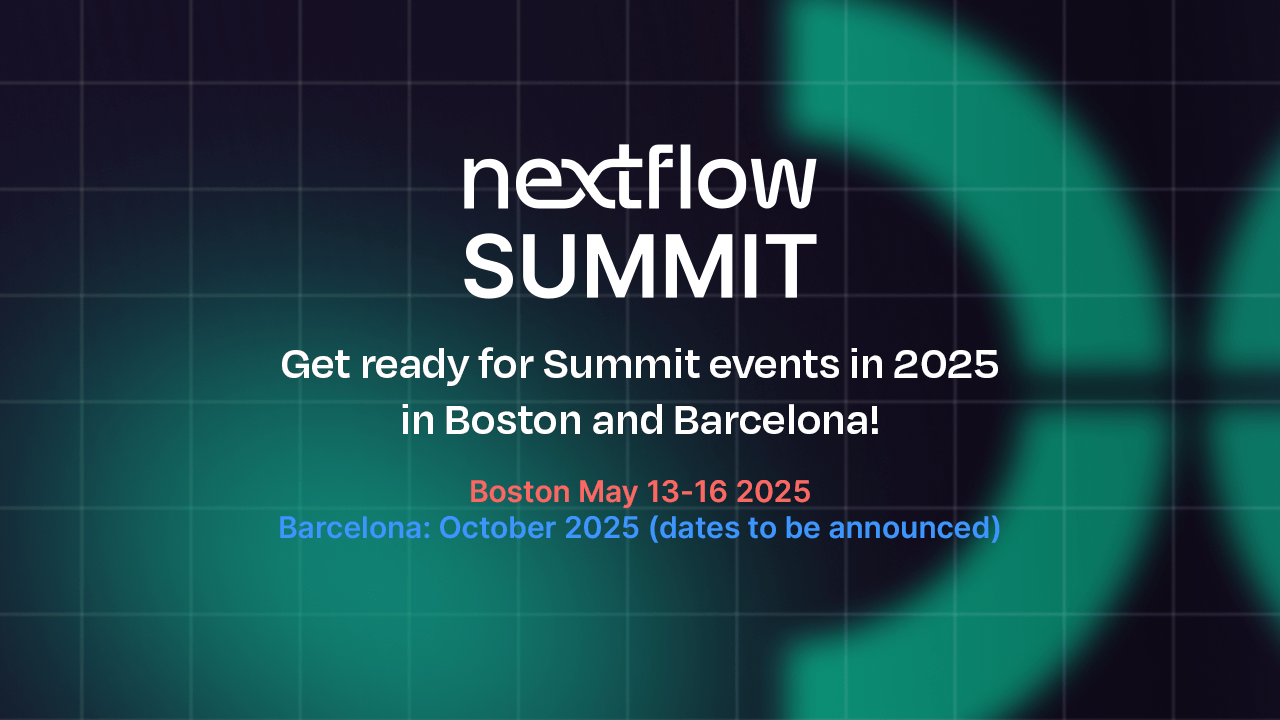 nextflow
SUMMIT
Get ready for Summit events in 2025
in Boston and Barcelona!
Boston May 13-16 2025
Barcelona: October 2025 (dates to be announced)